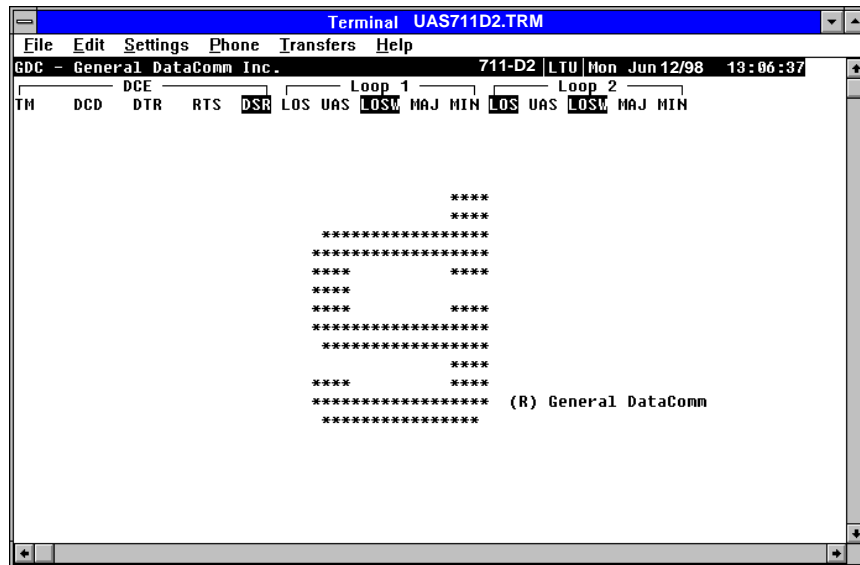 Terminal UAS711D2.TRM
File Edit Settings Phone Transfers Help
GDC - General DataComm Inc. 711-D2 |LTU|Mon Jun 12/98 13:06:37
DCE Loop 1 Loop 2
TM DCD DTR RTS DSR LOS UAS LOSW MAJ MIN LOS UAS LOSW MAJ MIN
****
****
*****************
******************
**** ****
****
**** ****
******************
*****************
****
**** ****
****************** (R) General DataComm
****************